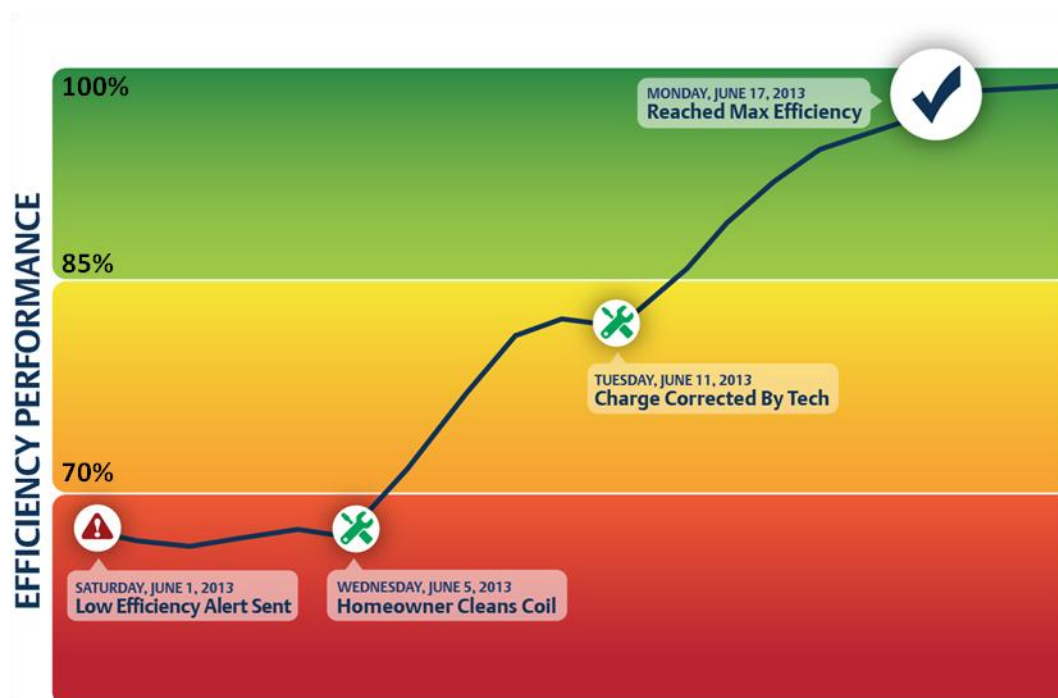 EFFICIENCY PERFORMANCE
100%
MONDAY, JUNE 17, 2013
Reached Max Efficiency
85%
TUESDAY, JUNE 11, 2013
Charge Corrected By Tech
70%
SATURDAY, JUNE 1, 2013
Low Efficiency Alert Sent
WEDNESDAY, JUNE 5, 2013
Homeowner Cleans Coil